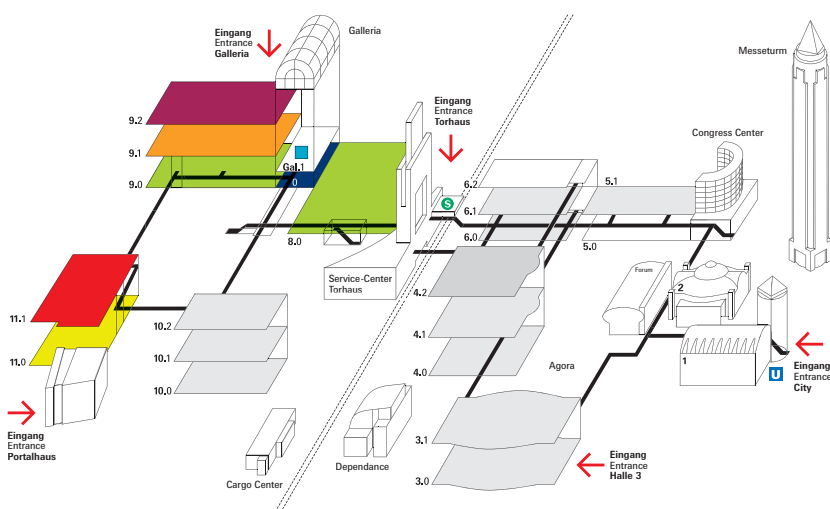 Eingang
Entrance
Galleria
Galleria
Messeturm
Eingang
Entrance
Torhaus
Congress Center
9.2
9.1
9.0
Gal.1
.0
8.0
S
6.2
6.1
6.0
5.1
5.0
Service-Center
Torhaus
4.2
4.1
4.0
Forum
2
1
U
Eingang
Entrance
City
11.1
11.0
10.2
10.1
10.0
Agora
Eingang
Entrance
Portalhaus
3.1
3.0
Eingang
Entrance
Halle 3
Cargo Center
Dependance